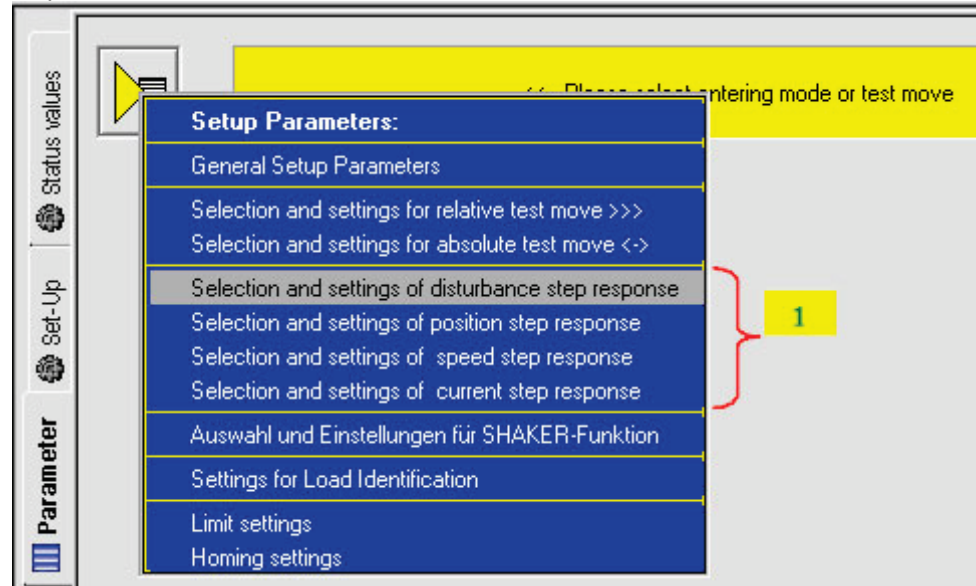 Please select entering mode or test move
Setup Parameters:
General Setup Parameters
Selection and settings for relative test move >>>
Selection and settings for absolute test move <->
Selection and settings of disturbance step response
Selection and settings of position step response
Selection and settings of speed step response
Selection and settings of current step response
1
Auswahl und Einstellungen für SHAKER-Funktion
Settings for Load Identification
Limit settings
Homing settings
Status values
Set-Up
Parameter